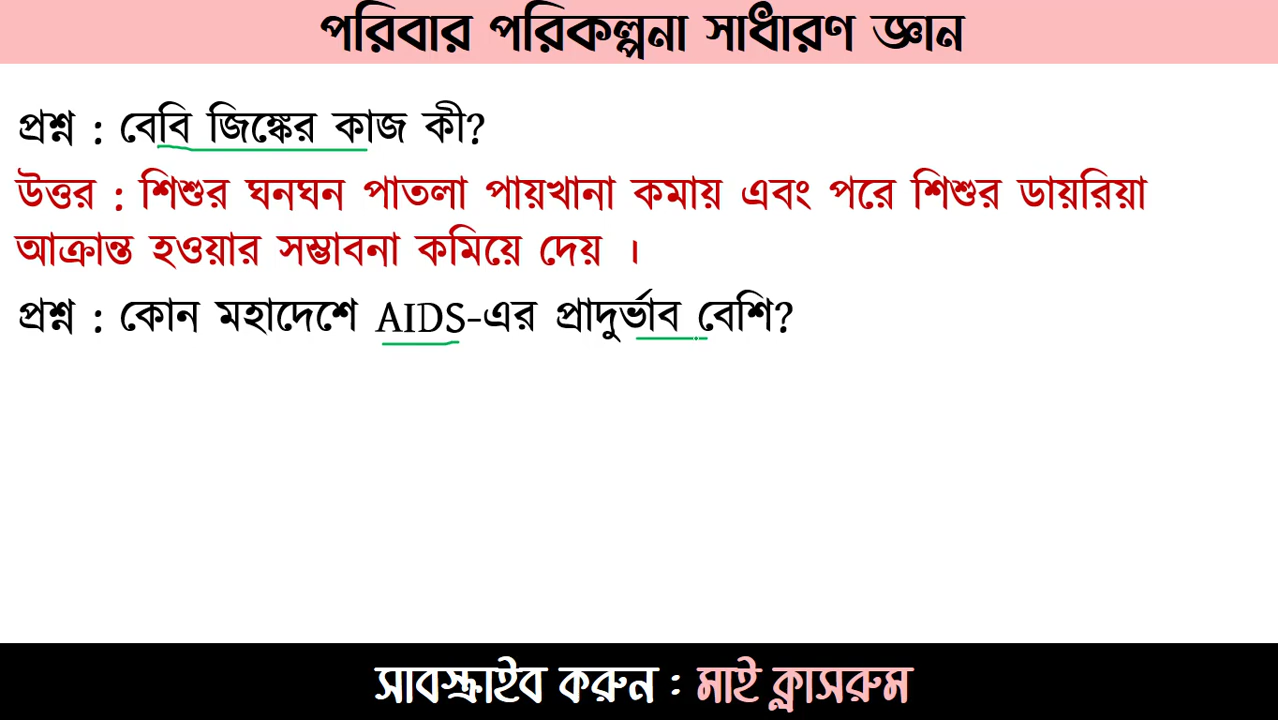 পরিবার পরিকল্পনা সাধারণ জ্ঞান
প্রশ্ন : বেবি জিঙ্কের কাজ কী?
উত্তর : শিশুর ঘনঘন পাতলা পায়খানা কমায় এবং পরে শিশুর ডায়রিয়া
আক্রান্ত হওয়ার সম্ভাবনা কমিয়ে দেয় ।
প্রশ্ন : কোন মহাদেশে AIDS-এর প্রাদুর্ভাব বেশি?
সাবস্ক্রাইব করুন : মাই ক্লাসরুম